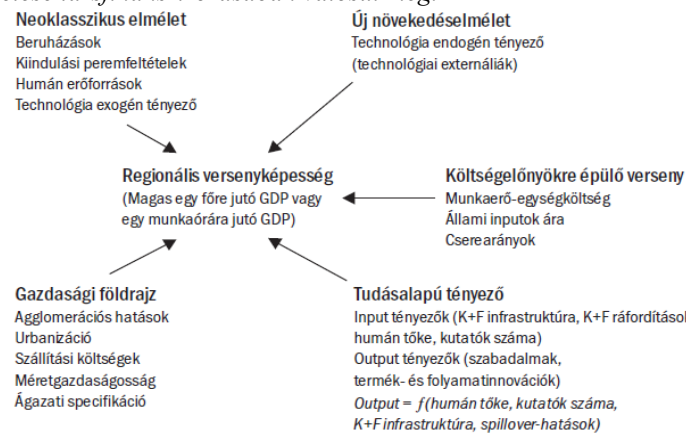 Neoklasszikus elmélet
Beruházások
Kiindulási peremfeltételek
Humán erőforrások
Technológia exogén tényező
Új növekedéselmélet
Technológia endogén tényező
(technológiai externáliák)
Regionális versenyképesség
(Magas egy főre jutó GDP vagy
egy munkaórára jutó GDP)
Költségelőnyökre épülő verseny
Munkaerő-egységköltség
Állami inputok ára
Cserearányok
Gazdasági földrajz
Agglomerációs hatások
Urbanizáció
Szállítási költségek
Méretgazdaságosság
Ágazati specifikáció
Tudásalapú tényező
Input tényezők (K+F infrastruktúra, K+F ráfordítások
humán tőke, kutatók száma)
Output tényezők (szabadalmak,
termék- és folyamatinnovációk)
Output = f(humán tőke, kutatók száma,
K+F infrastruktúra, spillover-hatások)